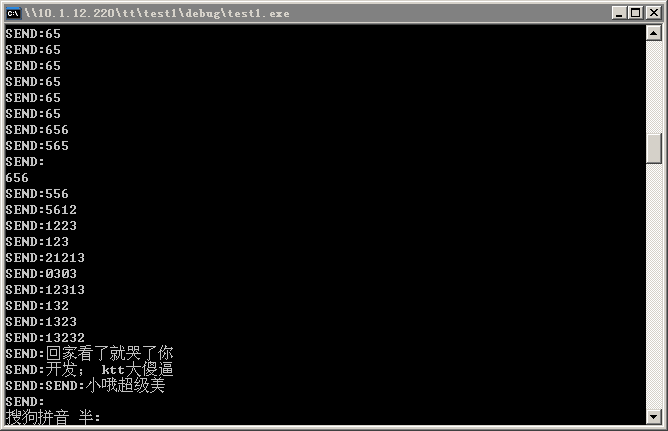 \\10.1.12.220\tt\test1\debug\test1.exe
SEND:65
SEND:65
SEND:65
SEND:65
SEND:65
SEND:65
SEND:656
SEND:565
SEND:
656
SEND:556
SEND:5612
SEND:1223
SEND:123
SEND:21213
SEND:0303
SEND:12313
SEND:132
SEND:1323
SEND:13232
SEND:回家看了就哭了你
SEND:开发； ktt大傻逼
SEND:SEND:小哦超级美
SEND:
搜狗拼音 半: